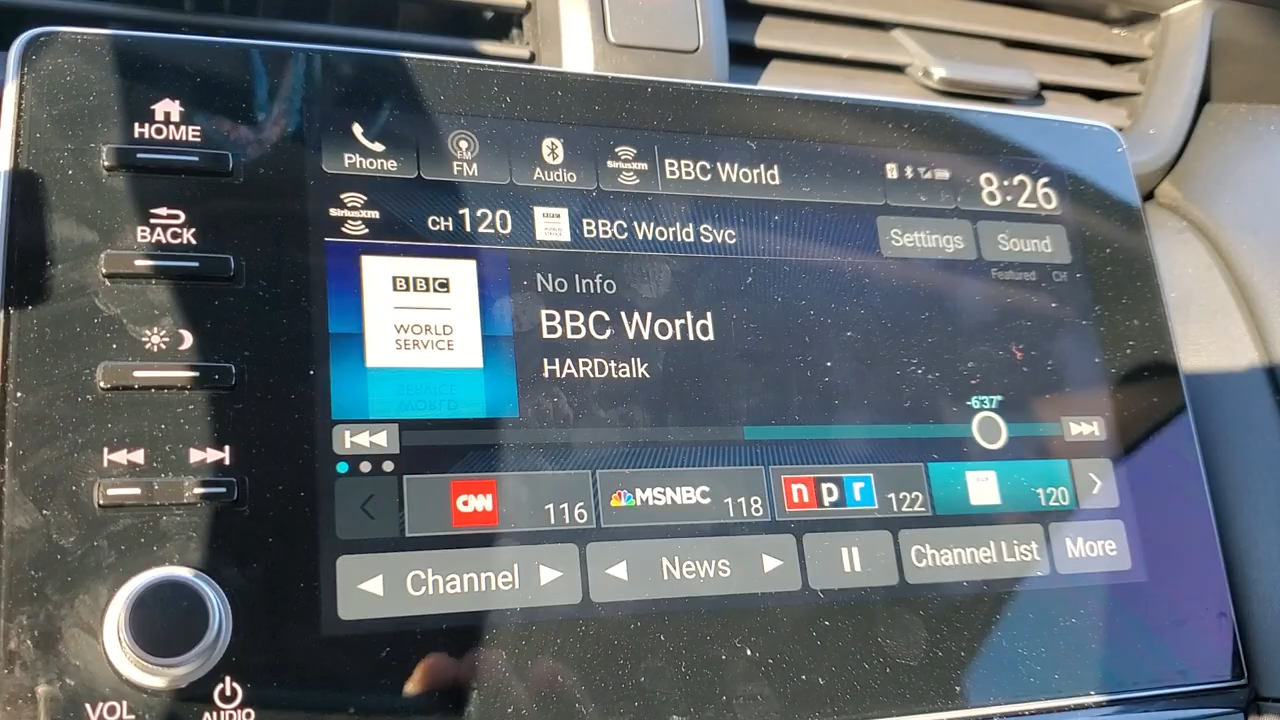 HOME
BACK
VOL
AUDIO
Phone
FM
FM
Audio
SiriusXM
BBC World
8:26
SiriusXM
CH 120
BBC World Svc
Settings
Sound
Featured CH
BBC
WORLD
SERVICE
No Info
BBC World
HARDtalk
-6'37"
CNN 116
MSNBC 118
npr 122
120
Channel
News
Channel List
More